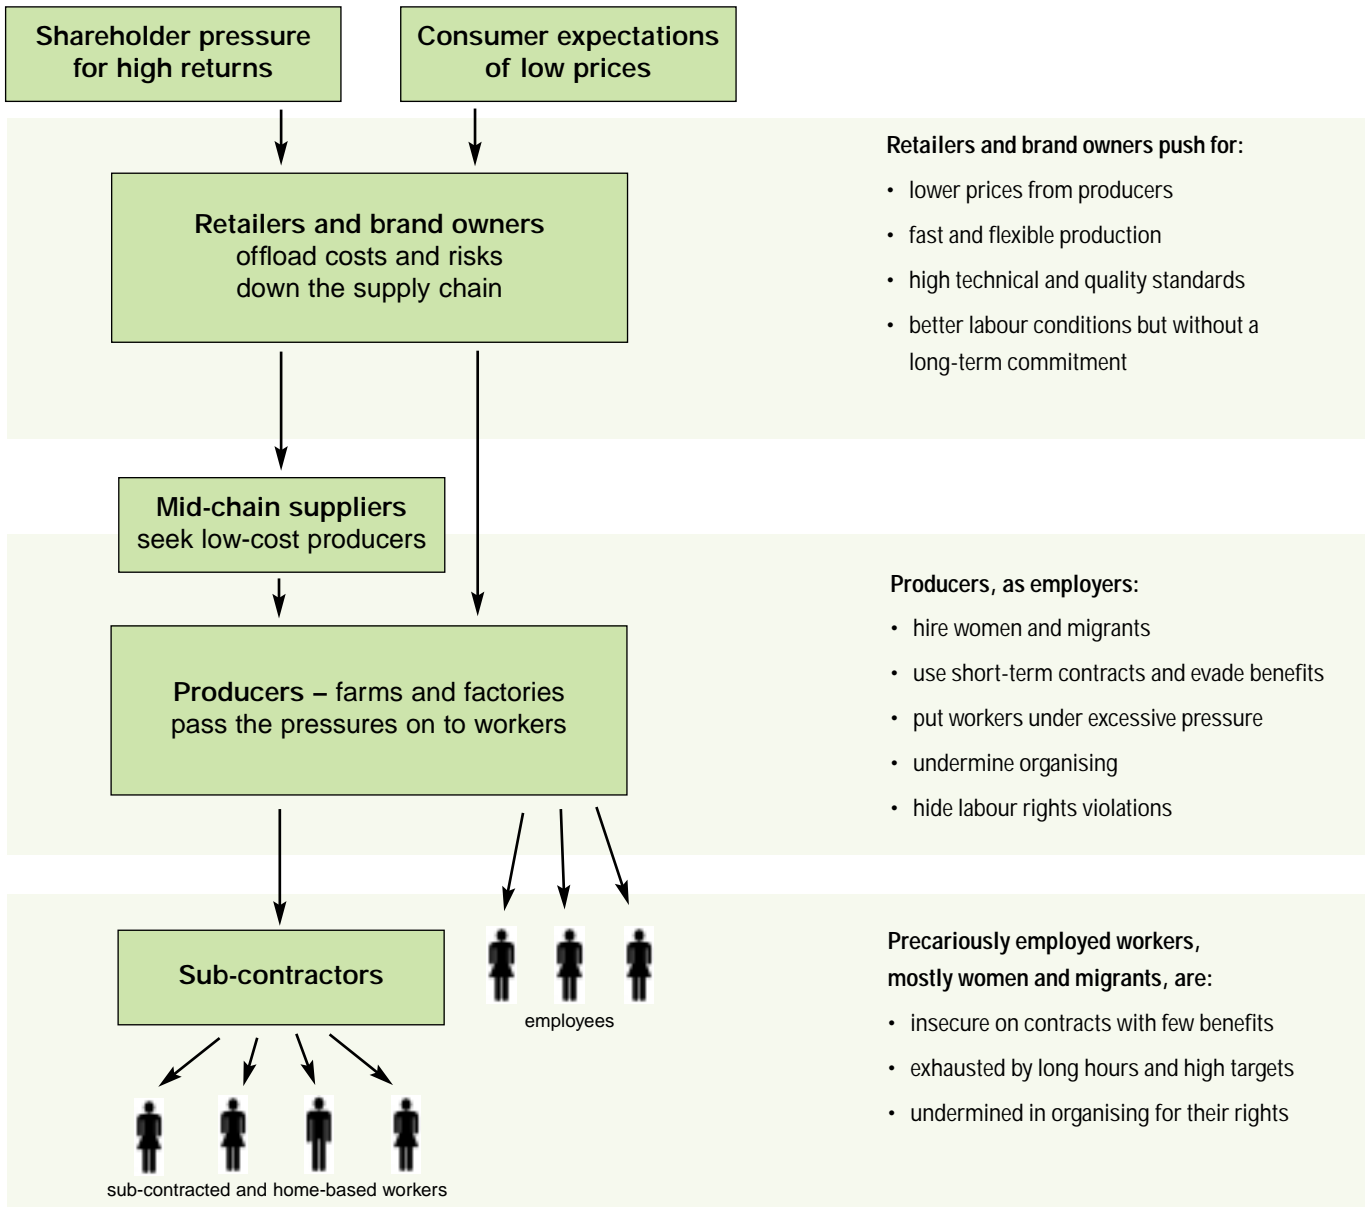 Shareholder pressure
for high returns
Consumer expectations
of low prices
Retailers and brand owners
offload costs and risks
down the supply chain
Retailers and brand owners push for:
• lower prices from producers
• fast and flexible production
• high technical and quality standards
• better labour conditions but without a
long-term commitment
Mid-chain suppliers
seek low-cost producers
Producers – farms and factories
pass the pressures on to workers
Producers, as employers:
• hire women and migrants
• use short-term contracts and evade benefits
• put workers under excessive pressure
• undermine organising
• hide labour rights violations
Sub-contractors
employees
sub-contracted and home-based workers
Precariously employed workers,
mostly women and migrants, are:
• insecure on contracts with few benefits
• exhausted by long hours and high targets
• undermined in organising for their rights